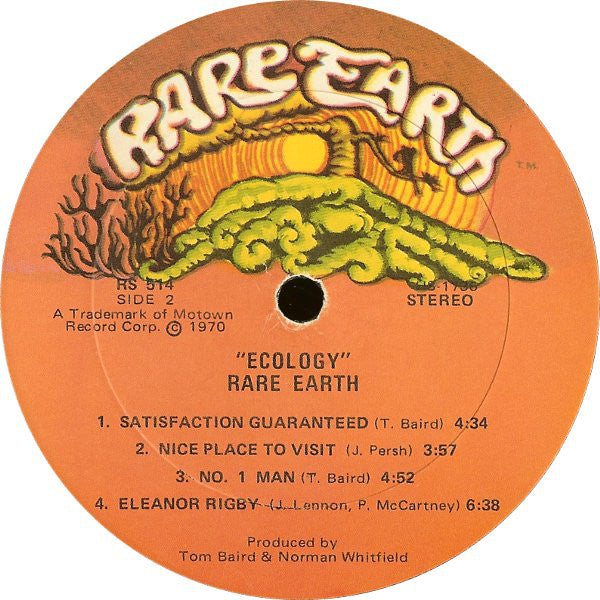 RARE EARTH
T.M.
RS 514
SIDE 2
STEREO
A Trademark of Motown
Record Corp. © 1970
"ECOLOGY"
RARE EARTH
1. SATISFACTION GUARANTEED (T. Baird) 4:34
2. NICE PLACE TO VISIT (J. Persh) 3:57
3. NO. 1 MAN (T. Baird) 4:52
4. ELEANOR RIGBY (J. Lennon, P. McCartney) 6:38
Produced by
Tom Baird & Norman Whitfield